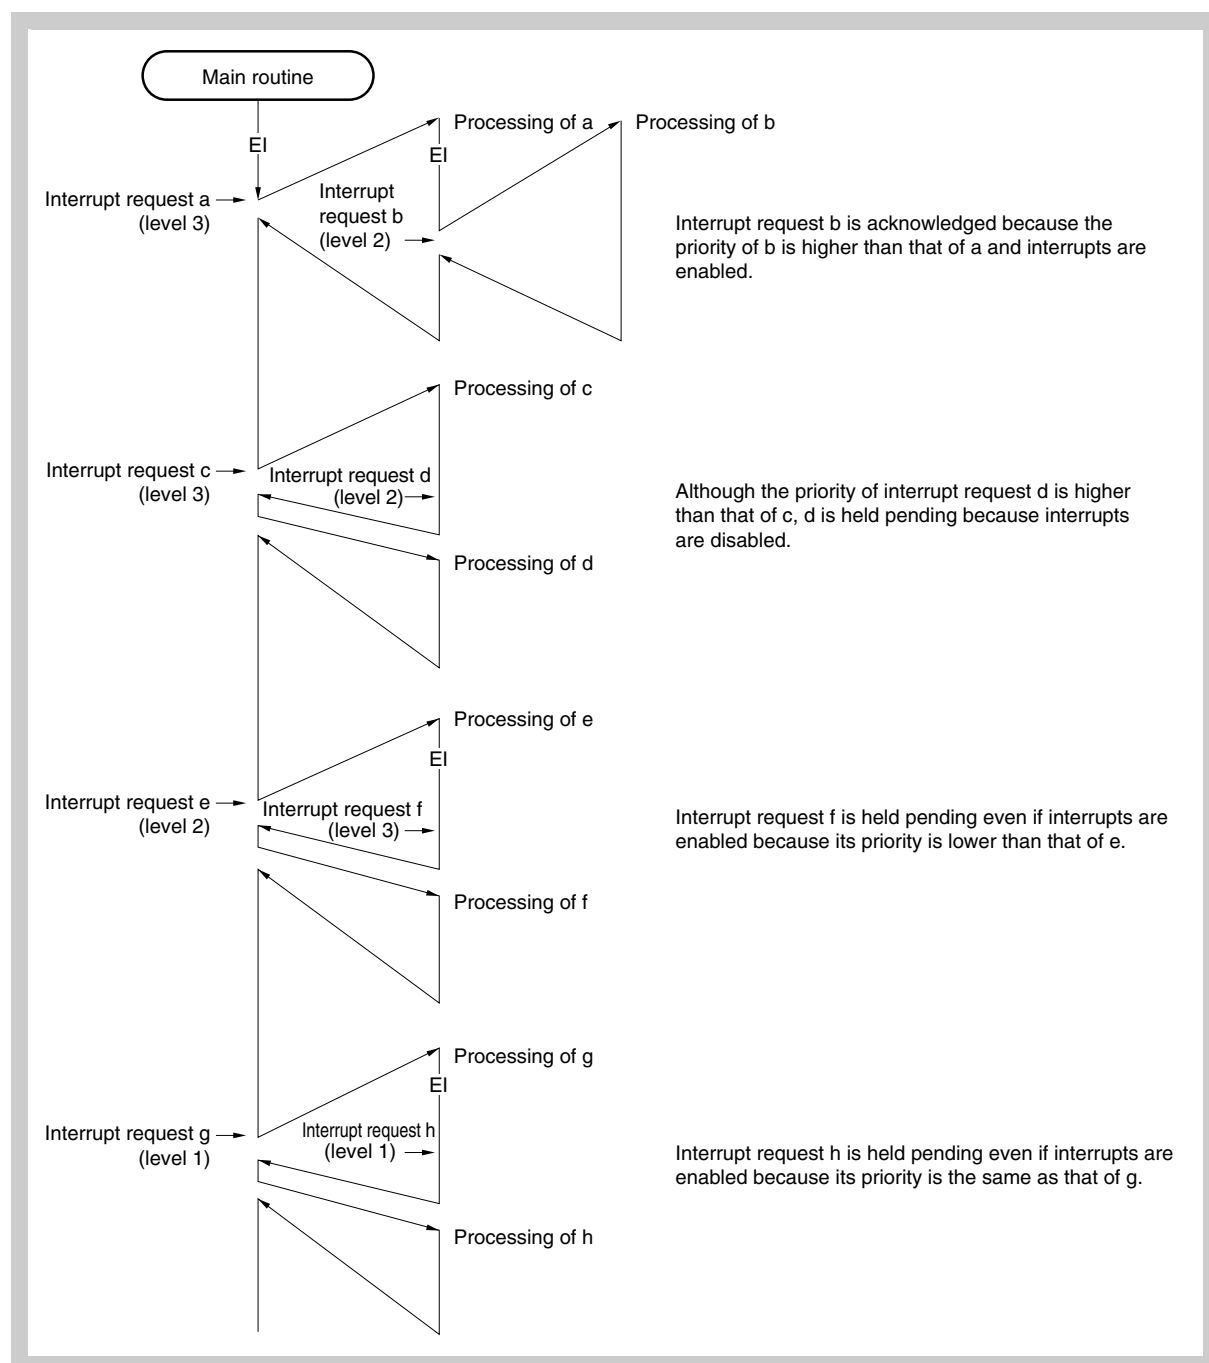 Main routine
EI
Processing of a
Processing of b
EI
Interrupt request a
(level 3)
Interrupt
request b
(level 2)
Interrupt request b is acknowledged because the
priority of b is higher than that of a and interrupts are
enabled.
Processing of c
Interrupt request c
(level 3)
Interrupt request d
(level 2)
Although the priority of interrupt request d is higher
than that of c, d is held pending because interrupts
are disabled.
Processing of d
Processing of e
EI
Interrupt request e
(level 2)
Interrupt request f
(level 3)
Interrupt request f is held pending even if interrupts are
enabled because its priority is lower than that of e.
Processing of f
Processing of g
EI
Interrupt request g
(level 1)
Interrupt request h
(level 1)
Interrupt request h is held pending even if interrupts are
enabled because its priority is the same as that of g.
Processing of h